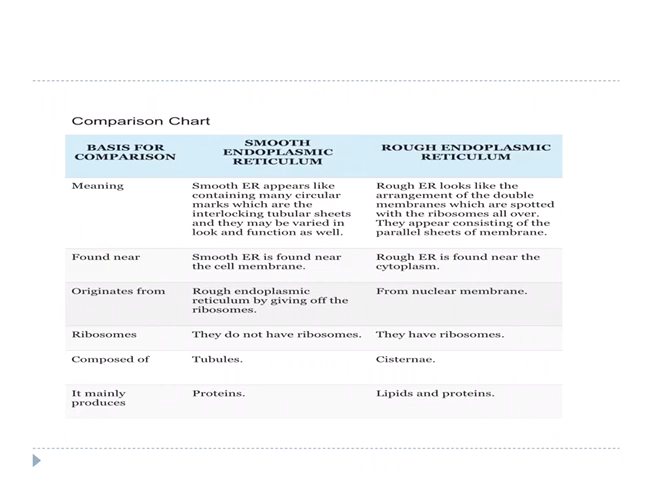 Comparison Chart
BASIS FOR
COMPARISON
SMOOTH
ENDOPLASMIC
RETICULUM
ROUGH ENDOPLASMIC
RETICULUM
Meaning
Smooth ER appears like
containing many circular
marks which are the
interlocking tubular sheets
and they may be varied in
look and function as well.
Rough ER looks like the
arrangement of the double
membranes which are spotted
with the ribosomes all over.
They appear consisting of the
parallel sheets of membrane.
Found near
Smooth ER is found near
the cell membrane.
Rough ER is found near the
cytoplasm.
Originates from
Rough endoplasmic
reticulum by giving off the
ribosomes.
From nuclear membrane.
Ribosomes
They do not have ribosomes.
They have ribosomes.
Composed of
Tubules.
Cisternae.
It mainly
produces
Proteins.
Lipids and proteins.